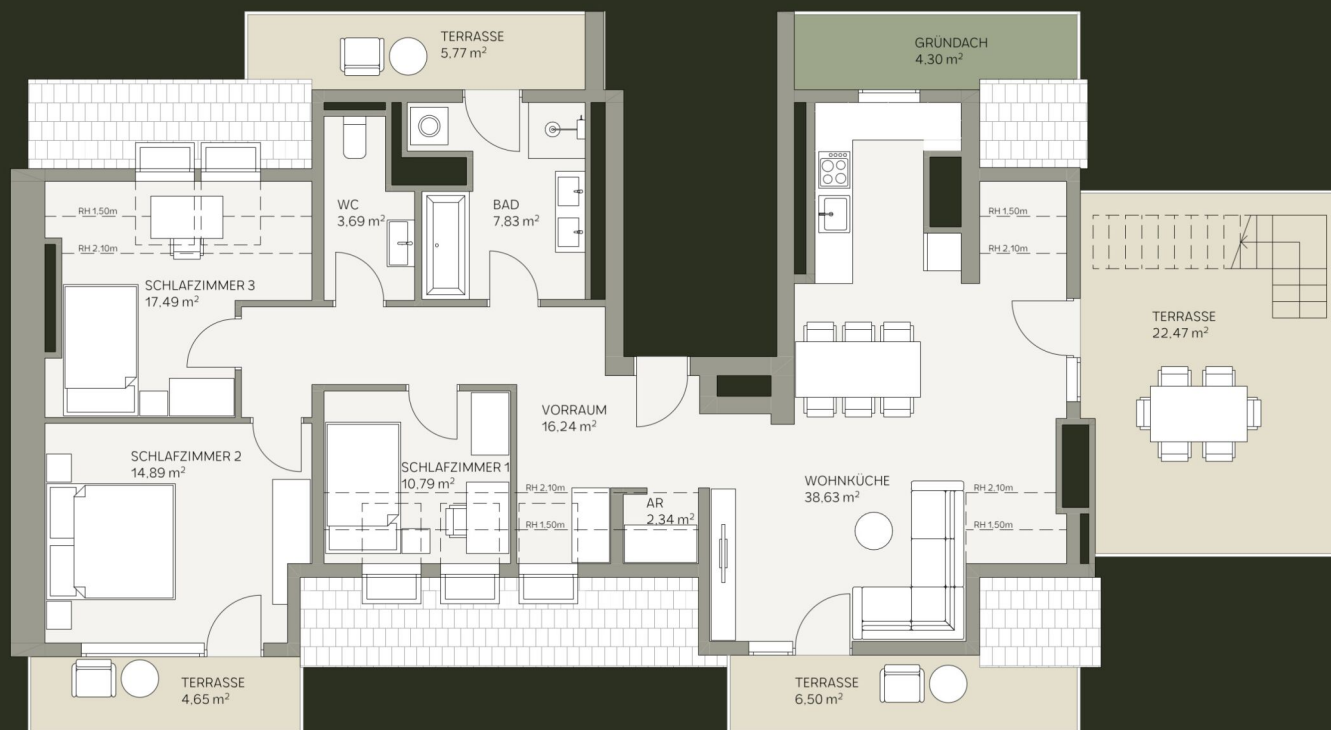 TERRASSE
5,77 m²
GRÜNDACH
4,30 m²
WC
3,69 m²
BAD
7,83 m²
RH 1,50m
RH 2,10m
RH 1,50m
RH 2,10m
SCHLAFZIMMER 3
17,49 m²
TERRASSE
22,47 m²
VORRAUM
16,24 m²
SCHLAFZIMMER 2
14,89 m²
SCHLAFZIMMER 1
10,79 m²
WOHNKÜCHE
38,63 m²
RH 2,10m
RH 1,50m
AR
2,34 m²
RH 2,10m
RH 1,50m
TERRASSE
4,65 m²
TERRASSE
6,50 m²